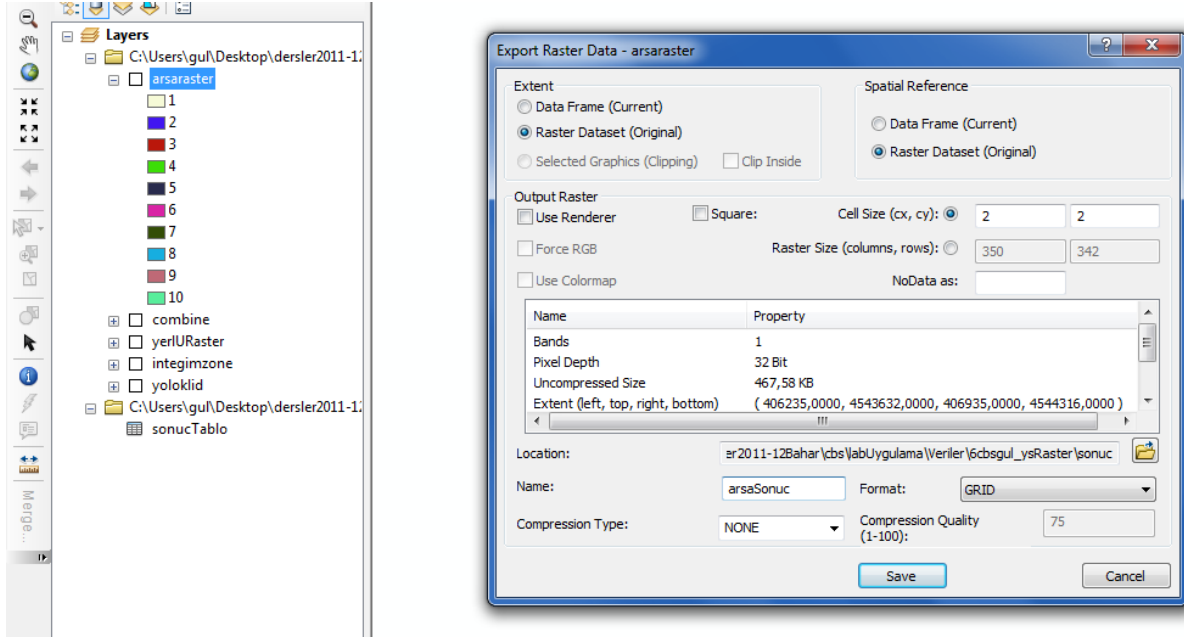 Layers
C:\Users\gul\Desktop\dersler2011-12
arsaraster
1
2
3
4
5
6
7
8
9
10
combine
yerlURaster
integimzone
yoloklid
C:\Users\gul\Desktop\dersler2011-12
sonucTablo
Merge...
Export Raster Data - arsaraster
Extent
Data Frame (Current)
Raster Dataset (Original)
Selected Graphics (Clipping) Clip Inside
Spatial Reference
Data Frame (Current)
Raster Dataset (Original)
Output Raster
Use Renderer Square: Cell Size (cx, cy): 2 2
Force RGB Raster Size (columns, rows): 350 342
Use Colormap NoData as:
Name Property
Bands 1
Pixel Depth 32 Bit
Uncompressed Size 467,58 KB
Extent (left, top, right, bottom) ( 406235,0000, 4543632,0000, 406935,0000, 4544316,0000 )
Location: er2011-12Bahar\cbs\labUygulama\Veriler\6cbsgul_ysRaster\sonuc
Name: arsaSonuc Format: GRID
Compression Type: NONE Compression Quality (1-100): 75
Save Cancel